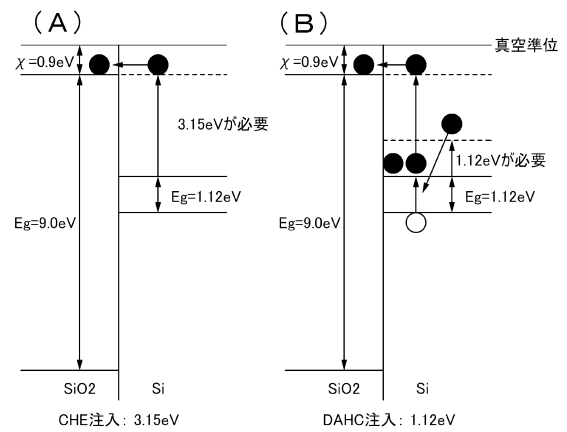 （A）
χ=0.9eV
3.15eVが必要
Eg=1.12eV
Eg=9.0eV
SiO2
Si
CHE注入： 3.15eV
（B）
真空準位
χ=0.9eV
1.12eVが必要
Eg=1.12eV
Eg=9.0eV
SiO2
Si
DAHC注入： 1.12eV